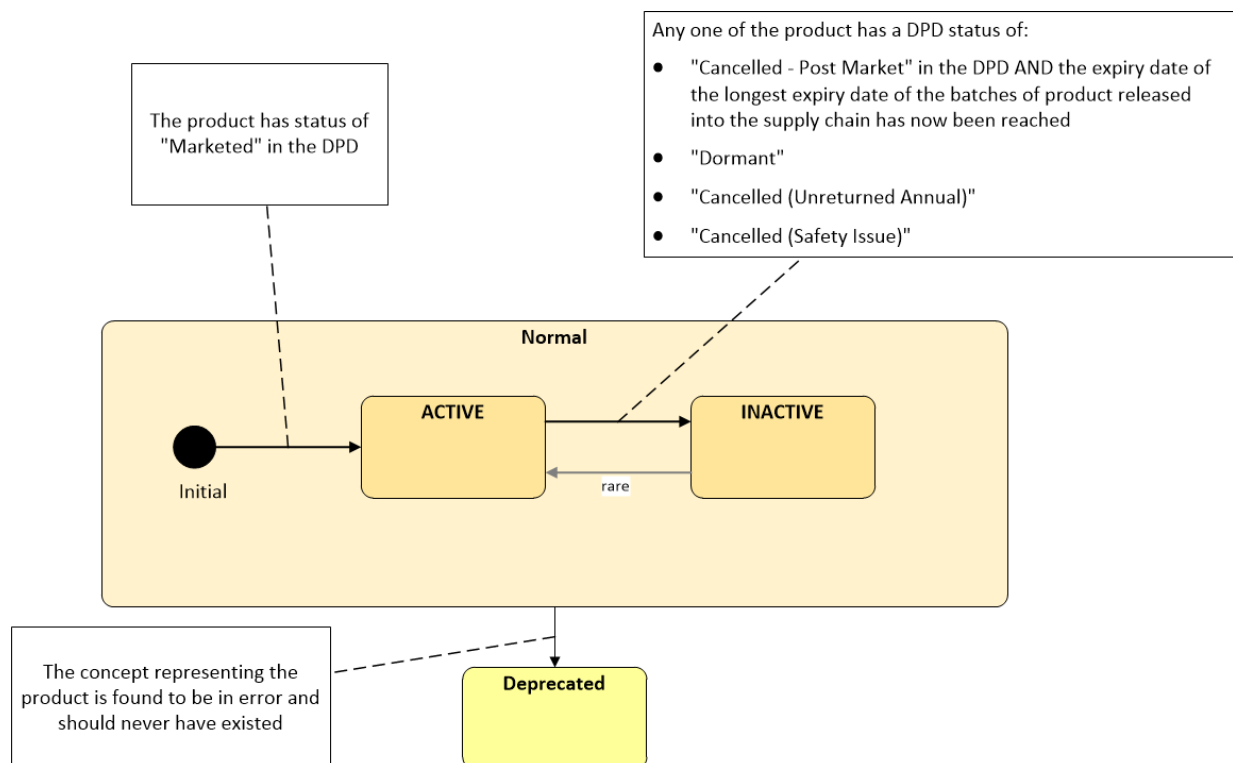 Any one of the product has a DPD status of:
● "Cancelled - Post Market" in the DPD AND the expiry date of
the longest expiry date of the batches of product released
into the supply chain has now been reached
● "Dormant"
● "Cancelled (Unreturned Annual)"
● "Cancelled (Safety Issue)"
The product has status of
"Marketed" in the DPD
Normal
ACTIVE
INACTIVE
Initial
rare
The concept representing the
product is found to be in error and
should never have existed
Deprecated